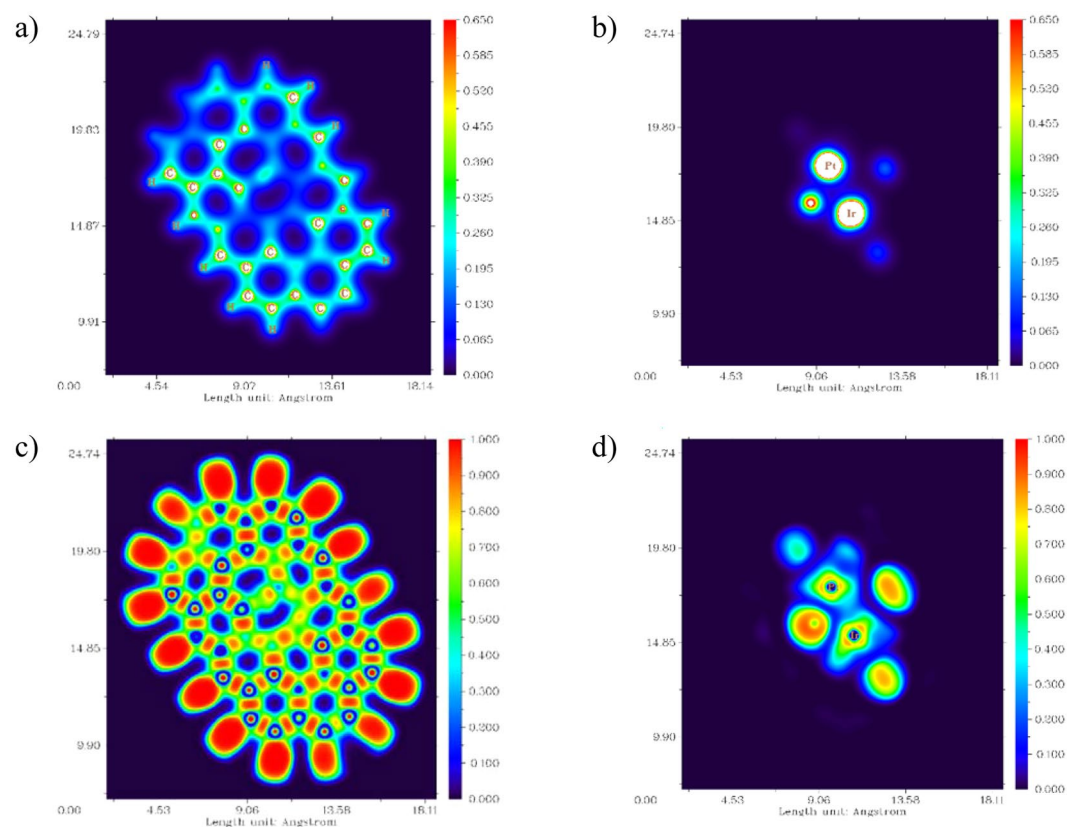 a)
24.79
19.83
14.87
9.91
H
H
C
C
H
C
C
C
C
H
C
C
C
H
H
C
C
C
C
H
C
C
C
H
C
C
H
C
C
C
H
0.650
0.585
0.520
0.455
0.390
0.325
0.260
0.195
0.130
0.065
0.000
0.00 4.54 9.07 13.61 18.14
Length unit: Angstrom
b)
24.74
19.80
14.85
9.90
Pt
Ir
0.650
0.585
0.520
0.455
0.390
0.325
0.260
0.195
0.130
0.065
0.000
0.00 4.53 9.06 13.58 18.11
Length unit: Angstrom
c)
24.74
19.80
14.85
9.90
1.000
0.900
0.800
0.700
0.600
0.500
0.400
0.300
0.200
0.100
0.000
0.00 4.53 9.06 13.58 18.11
Length unit: Angstrom
d)
24.74
19.80
14.85
9.90
Ir
1.000
0.900
0.800
0.700
0.600
0.500
0.400
0.300
0.200
0.100
0.000
0.00 4.53 9.06 13.58 18.11
Length unit: Angstrom